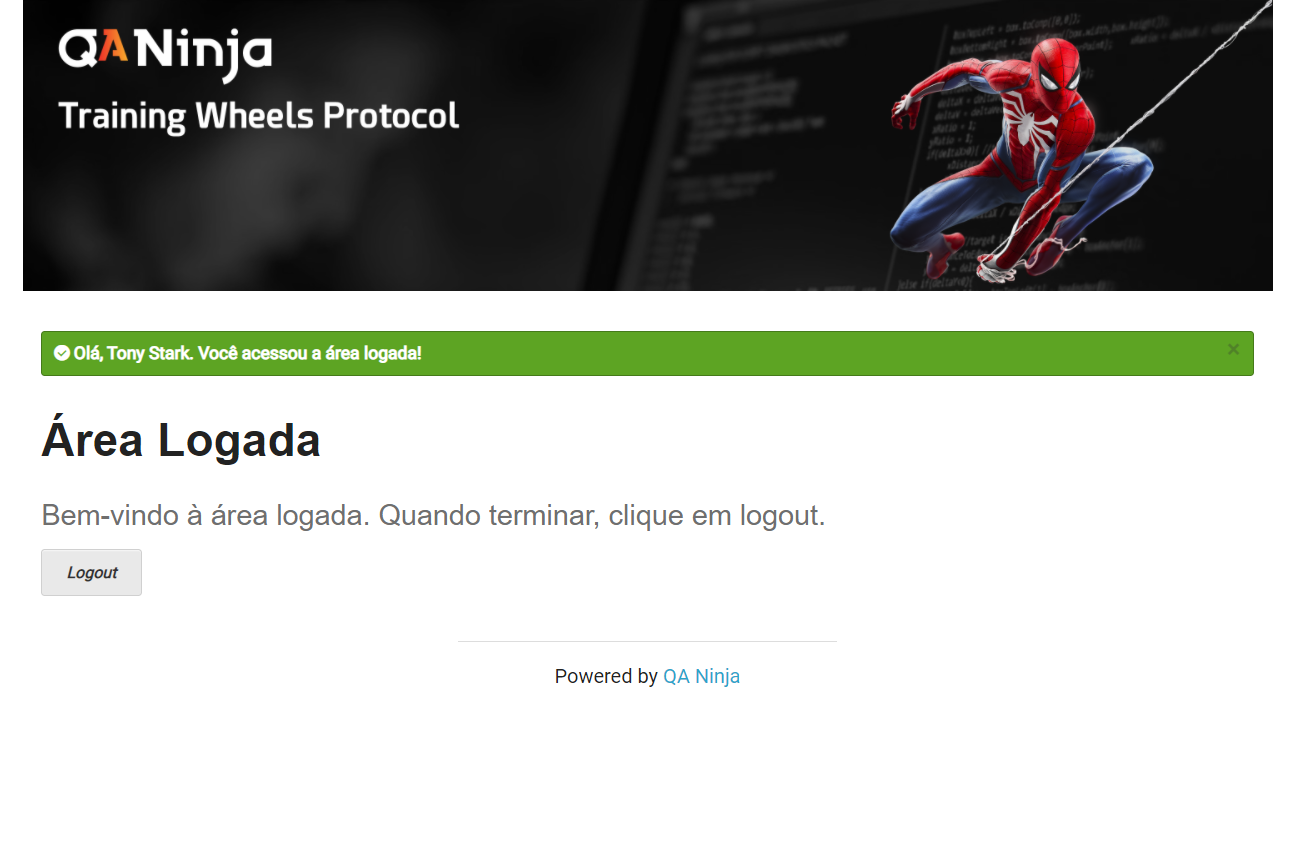 QA Ninja
Training Wheels Protocol
Olá, Tony Stark. Você acessou a área logada!
×
Área Logada
Bem-vindo à área logada. Quando terminar, clique em logout.
Logout
Powered by QA Ninja